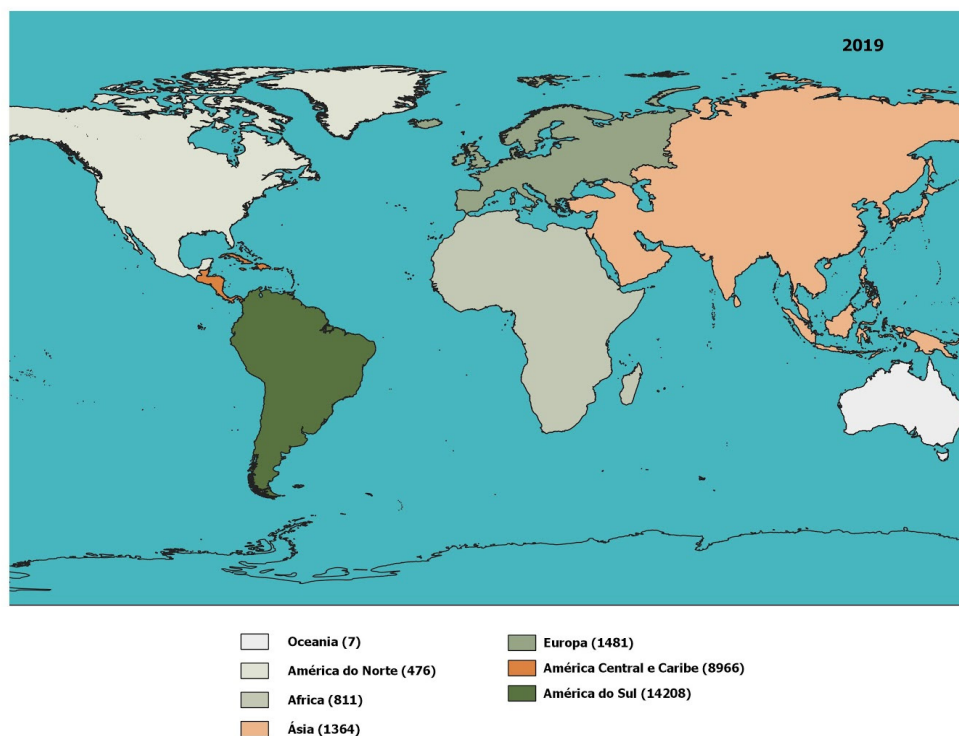 2019
Oceania (7)
América do Norte (476)
Africa (811)
Ásia (1364)
Europa (1481)
América Central e Caribe (8966)
América do Sul (14208)